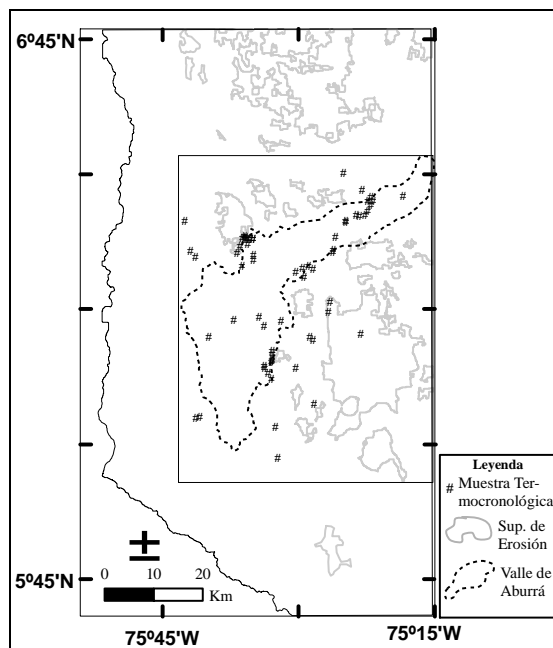 6º45'N
5º45'N
75º45'W
75º15'W
0 10 20
Km
Leyenda
# Muestra Ter-
mocronológica
Sup. de
Erosión
Valle de
Aburrá